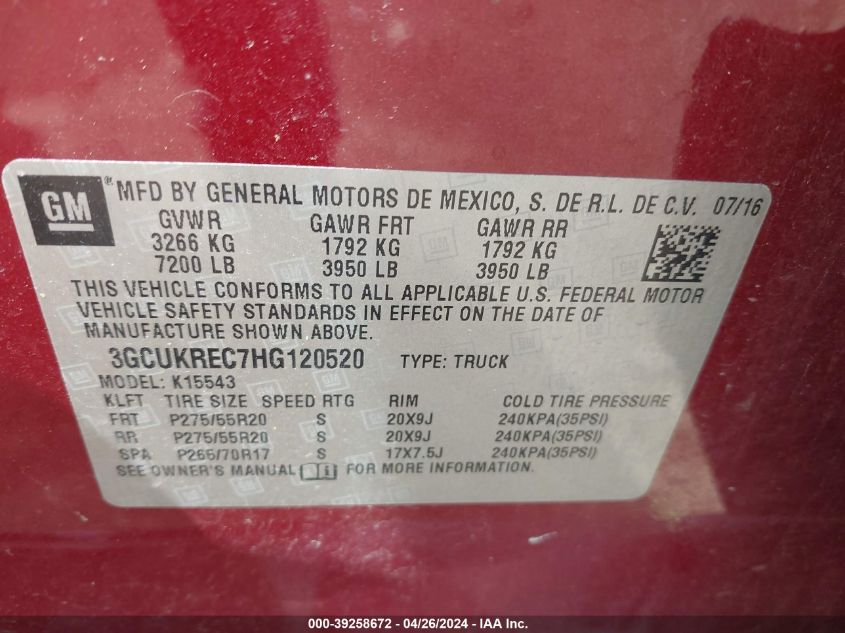 GM® MFD BY GENERAL MOTORS DE MEXICO, S. DE R.L. DE C.V. 07/16
GVWR GAWR FRT GAWR RR
3266 KG 1792 KG 1792 KG
7200 LB 3950 LB 3950 LB
THIS VEHICLE CONFORMS TO ALL APPLICABLE U.S. FEDERAL MOTOR
VEHICLE SAFETY STANDARDS IN EFFECT ON THE DATE OF
MANUFACTURE SHOWN ABOVE.
3GCUKREC7HG120520 TYPE: TRUCK
MODEL: K15543
KLFT TIRE SIZE SPEED RTG RIM COLD TIRE PRESSURE
FRT P275/55R20 S 20X9J 240KPA(35PSI)
RR P275/55R20 S 20X9J 240KPA(35PSI)
SPA P265/70R17 S 17X7.5J 240KPA(35PSI)
SEE OWNER'S MANUAL FOR MORE INFORMATION.
000-39258672 - 04/26/2024 - IAA Inc.